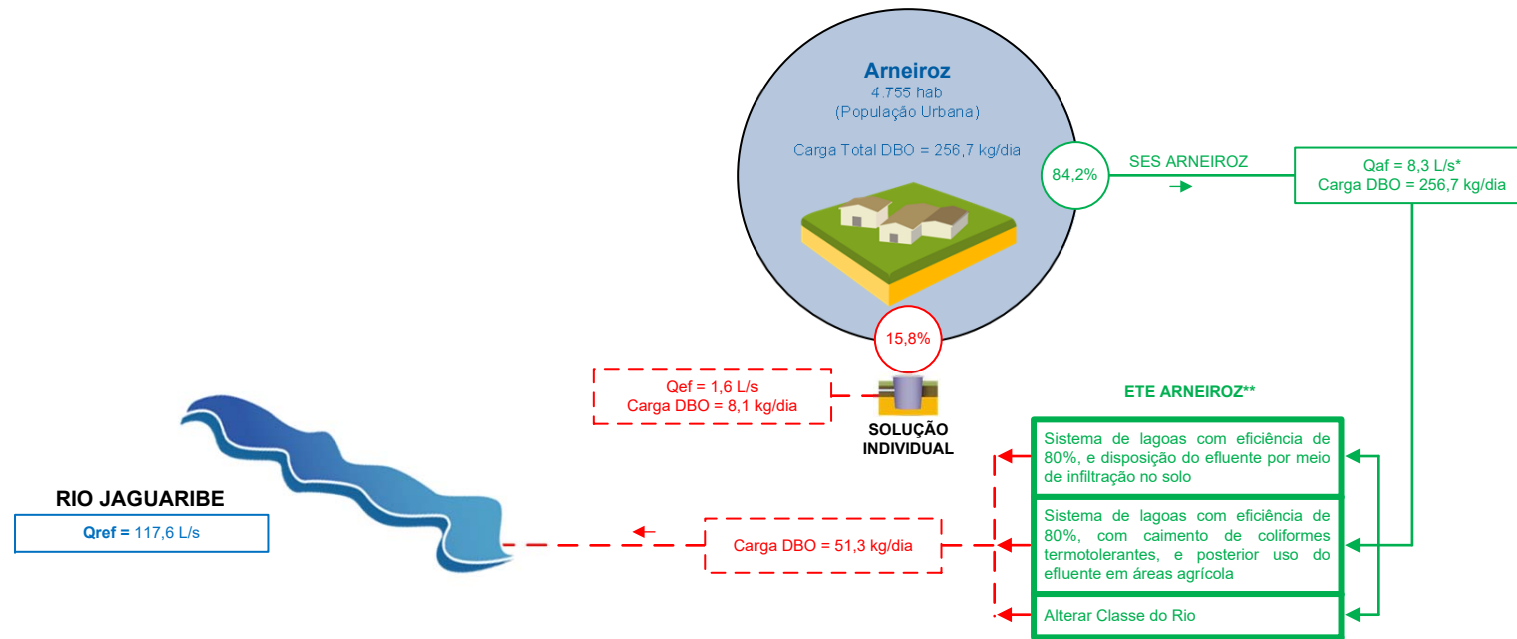 Arneiroz
4.755 hab
(População Urbana)
Carga Total DBO = 256,7 kg/dia
84,2%
SES ARNEIROZ
Qaf = 8,3 L/s*
Carga DBO = 256,7 kg/dia
15,8%
Qef = 1,6 L/s
Carga DBO = 8,1 kg/dia
SOLUÇÃO
INDIVIDUAL
ETE ARNEIROZ**
Sistema de lagoas com eficiência de
80%, e disposição do efluente por meio
de infiltração no solo
Sistema de lagoas com eficiência de
80%, com caimento de coliformes
termotolerantes, e posterior uso do
efluente em áreas agrícola
Alterar Classe do Rio
Carga DBO = 51,3 kg/dia
RIO JAGUARIBE
Qref = 117,6 L/s